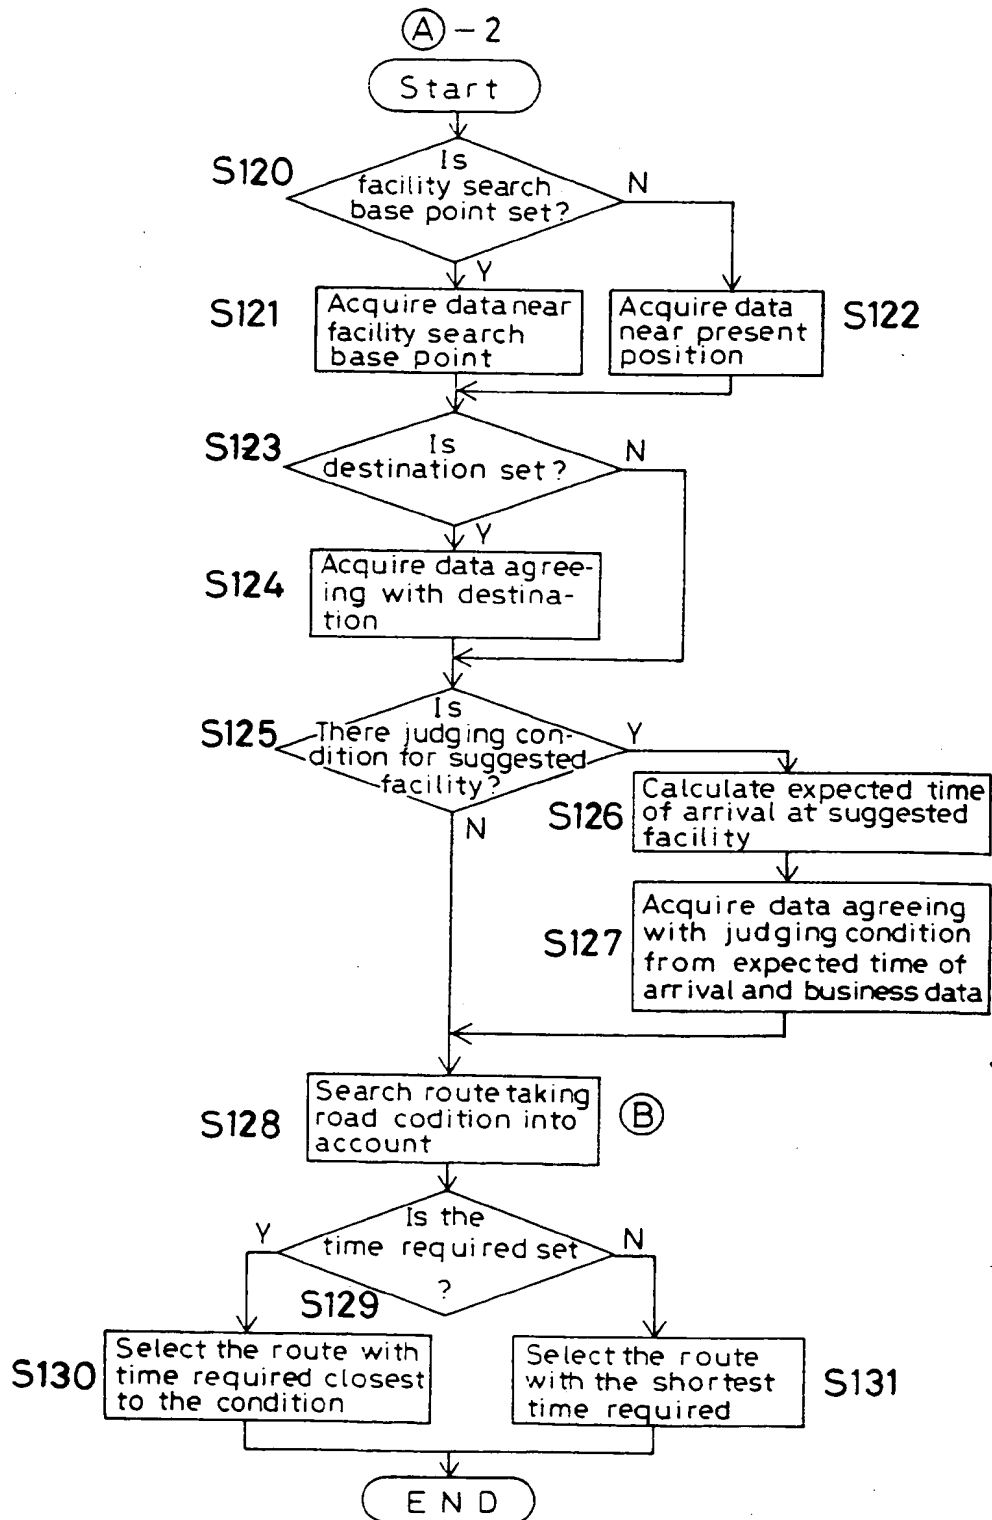 A - 2
Start
S120
Is
facility search
base point set?
N
Y
S121
Acquire data near
facility search
base point
Acquire data
near present
position
S122
S123
Is
destination set?
N
Y
S124
Acquire data agree-
ing with destina-
tion
S125
Is
There judging con-
dition for suggested
facility?
Y
N
S126
Calculate expected time
of arrival at suggested
facility
S127
Acquire data agreeing
with judging condition
from expected time of
arrival and business data
S128
Search route taking
road codition into
account
B
Is the
time required set
?
Y
N
S129
S130
Select the route with
time required closest
to the condition
Select the route
with the shortest
time required
S131
END